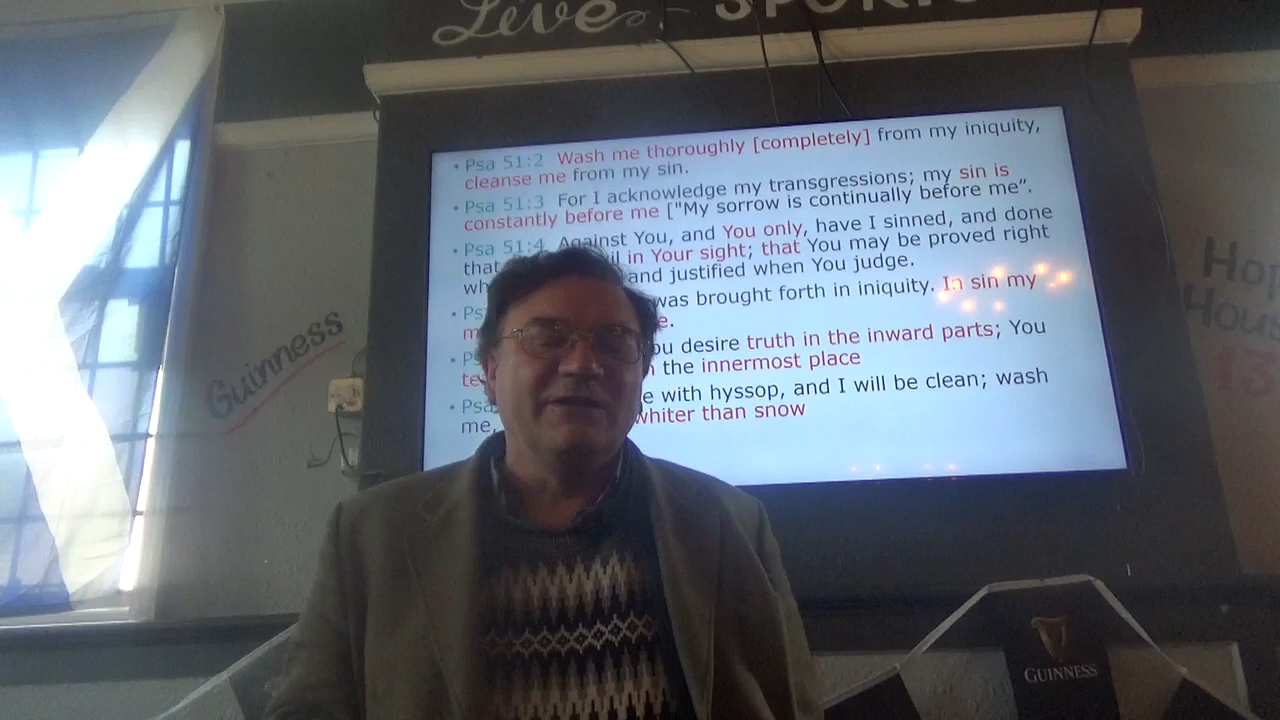 Live SPORTS
• Psa 51:2 Wash me thoroughly [completely] from my iniquity,
cleanse me from my sin.
• Psa 51:3 For I acknowledge my transgressions; my sin is
constantly before me ["My sorrow is continually before me”.
• Psa 51:4 Against You, and You only, have I sinned, and done
that in Your sight; that You may be proved right
and justified when You judge.
was brought forth in iniquity. In sin my
desire truth in the inward parts; You
the innermost place
• Psa with hyssop, and I will be clean; wash
me, whiter than snow
Guinness
GUINNESS